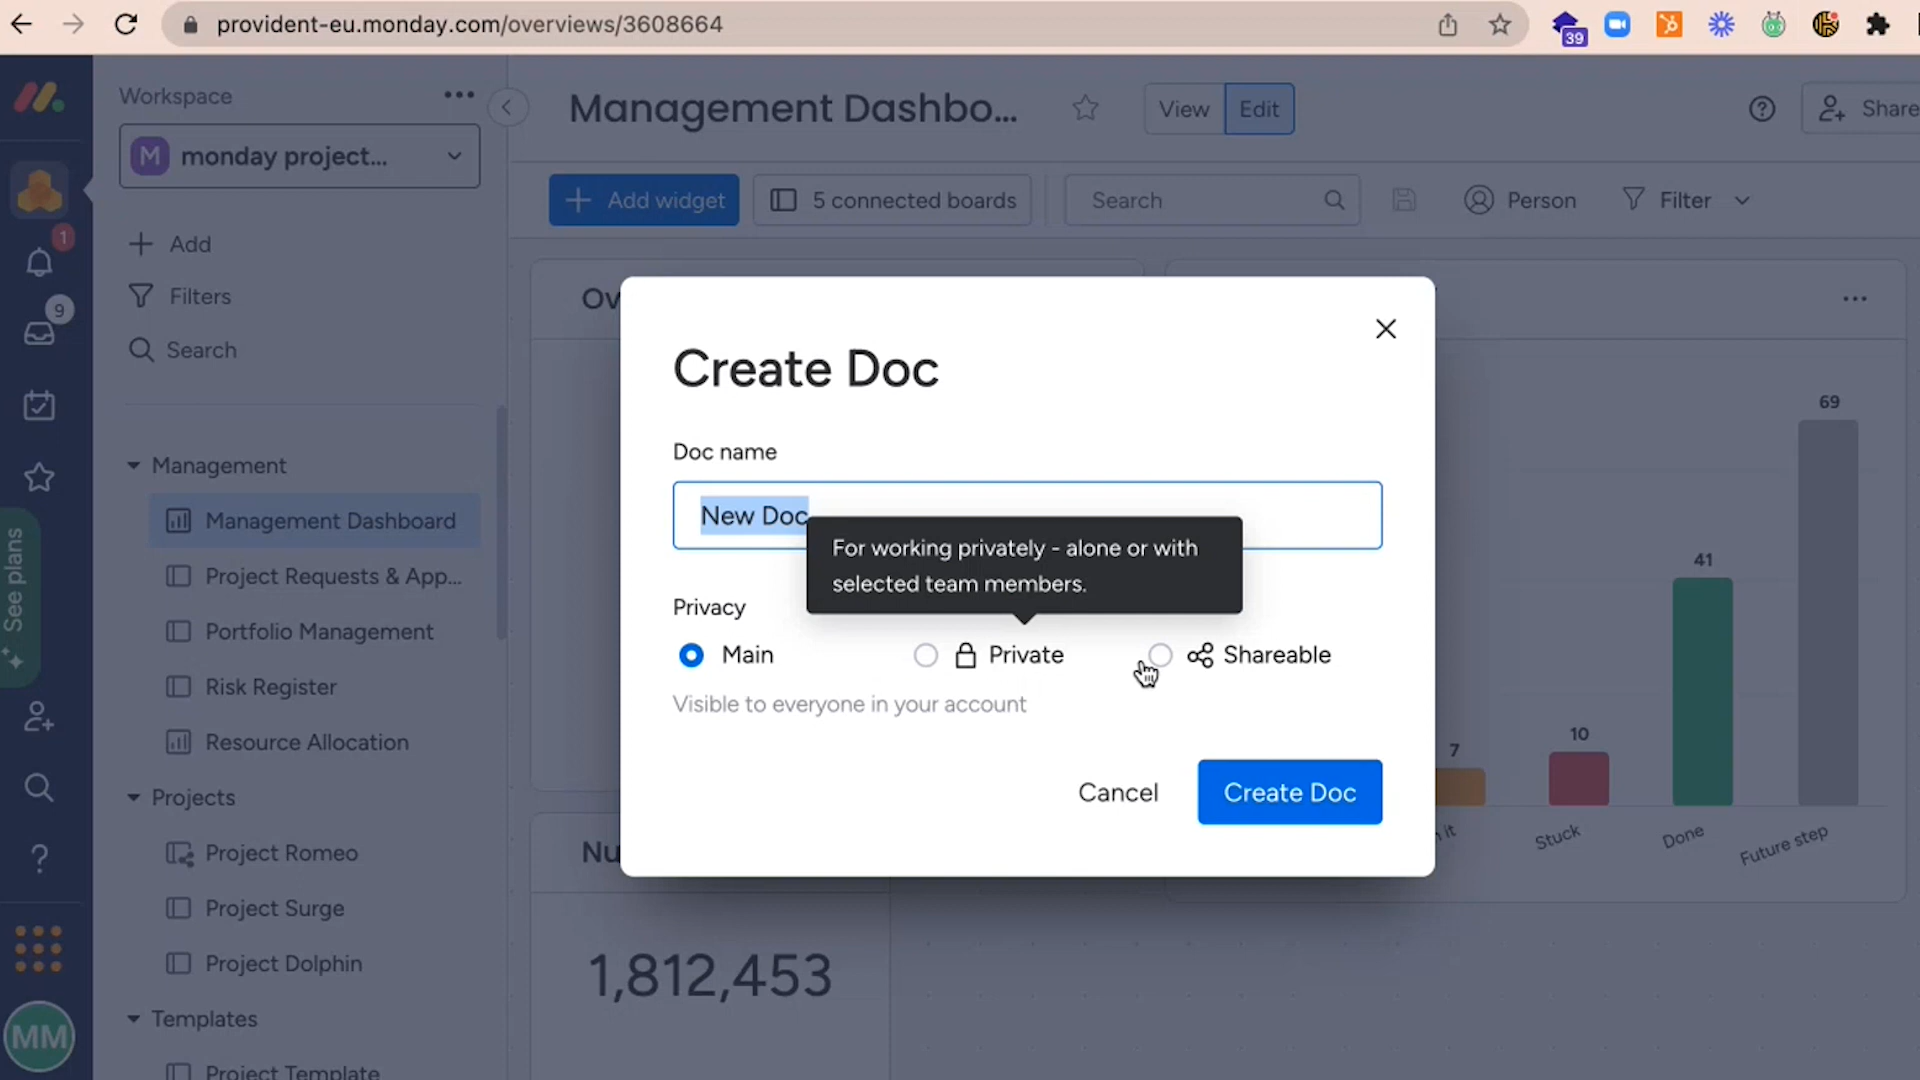 provident-eu.monday.com/overviews/3608664
39
Workspace
M monday project...
Management Dashbo...
View
Edit
Share
Add widget
5 connected boards
Search
Person
Filter
1
9
Add
Filters
Search
See plans
Management
Management Dashboard
Project Requests & App...
Portfolio Management
Risk Register
Resource Allocation
Projects
Project Romeo
Project Surge
Project Dolphin
Templates
Project Template
MM
Ov
Create Doc
Doc name
New Doc
For working privately - alone or with
selected team members.
Privacy
Main
Private
Shareable
Visible to everyone in your account
Cancel
Create Doc
69
41
10
7
it
Stuck
Done
Future step
Nu
1,812,453